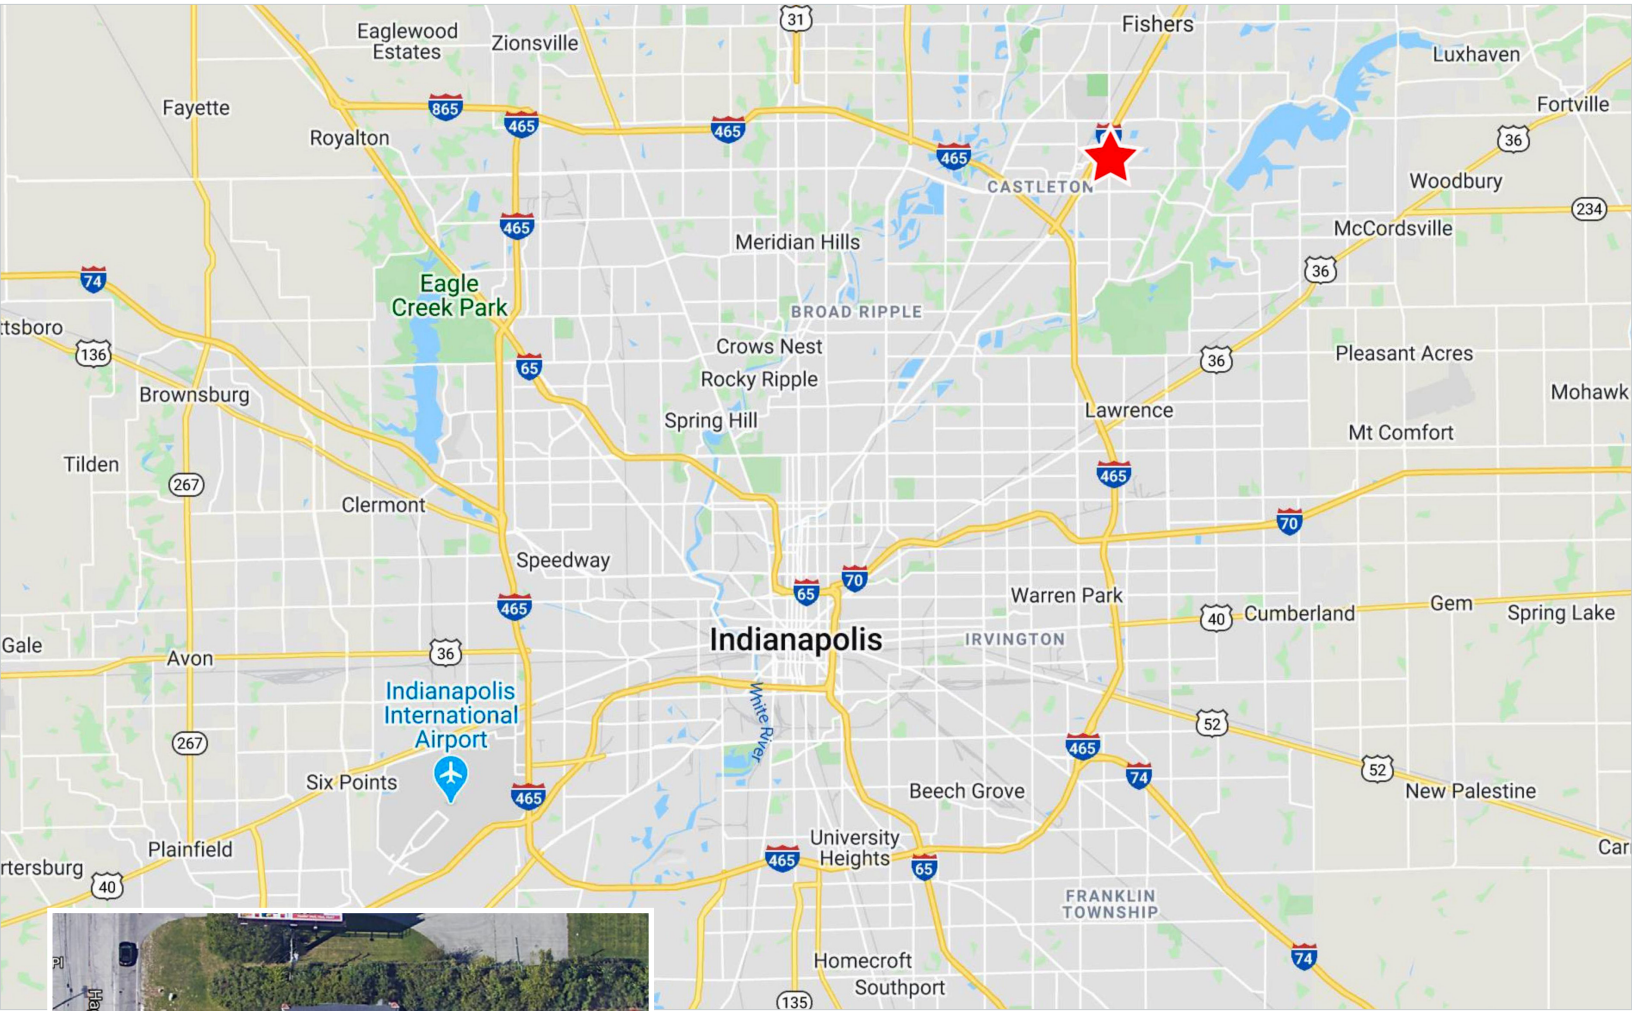 31
Fishers
Eaglewood
Estates
Zionsville
Luxhaven
Fayette
865
465
465
Fortville
36
Royalton
465
CASTLETON
Woodbury
234
465
McCordsville
Meridian Hills
36
74
Eagle
Creek Park
BROAD RIPPLE
ttsboro
136
Crows Nest
36
Pleasant Acres
65
Rocky Ripple
Brownsburg
Mohawk
Spring Hill
Lawrence
Mt Comfort
Tilden
267
465
Clermont
70
Speedway
70
65
Warren Park
465
40
Cumberland
Gem
Spring Lake
Indianapolis
IRVINGTON
Gale
36
Avon
Indianapolis
International
Airport
White River
52
267
465
74
52
Six Points
465
Beech Grove
New Palestine
Plainfield
University
Heights
465
65
Car
rtersburg
40
FRANKLIN
TOWNSHIP
Pl
Ha
Homecroft
74
Southport
135